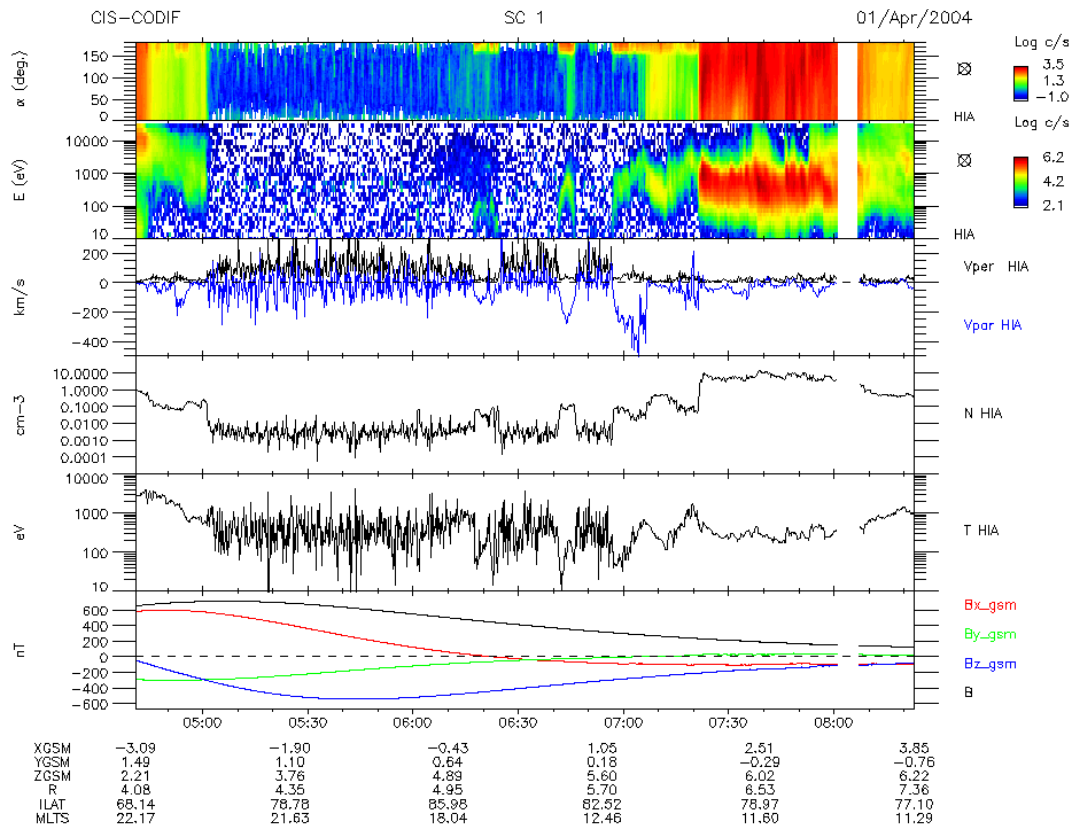 CIS-CODIF SC 1 01/Apr/2004
α (deg.)
150
100
50
0
HIA
Log c/s
3.5
1.3
-1.0
E (eV)
10000
1000
100
10
HIA
Log c/s
6.2
4.2
2.1
km/s
200
0
-200
-400
Vper HIA
Vpar HIA
cm-3
10.0000
1.0000
0.1000
0.0100
0.0010
0.0001
N HIA
eV
10000
1000
100
10
T HIA
nT
600
400
200
0
-200
-400
-600
Bx_gsm
By_gsm
Bz_gsm
B
05:00 05:30 06:00 06:30 07:00 07:30 08:00
XGSM -3.09 -1.90 -0.43 1.05 2.51 3.85
YGSM 1.49 1.10 0.64 0.18 -0.29 -0.76
ZGSM 2.21 3.76 4.89 5.60 6.02 6.22
R 4.08 4.35 4.95 5.70 6.53 7.36
ILAT 68.14 78.78 85.98 82.52 78.97 77.10
MLTS 22.17 21.63 18.04 12.46 11.60 11.29